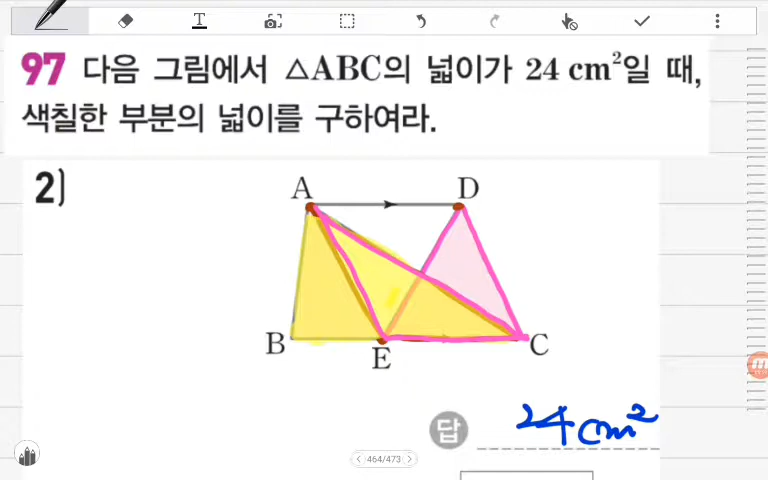 T
97 다음 그림에서 △ABC의 넓이가 24 cm²일 때,
색칠한 부분의 넓이를 구하여라.
2)
A
D
B
E
C
답 24cm²
464/473